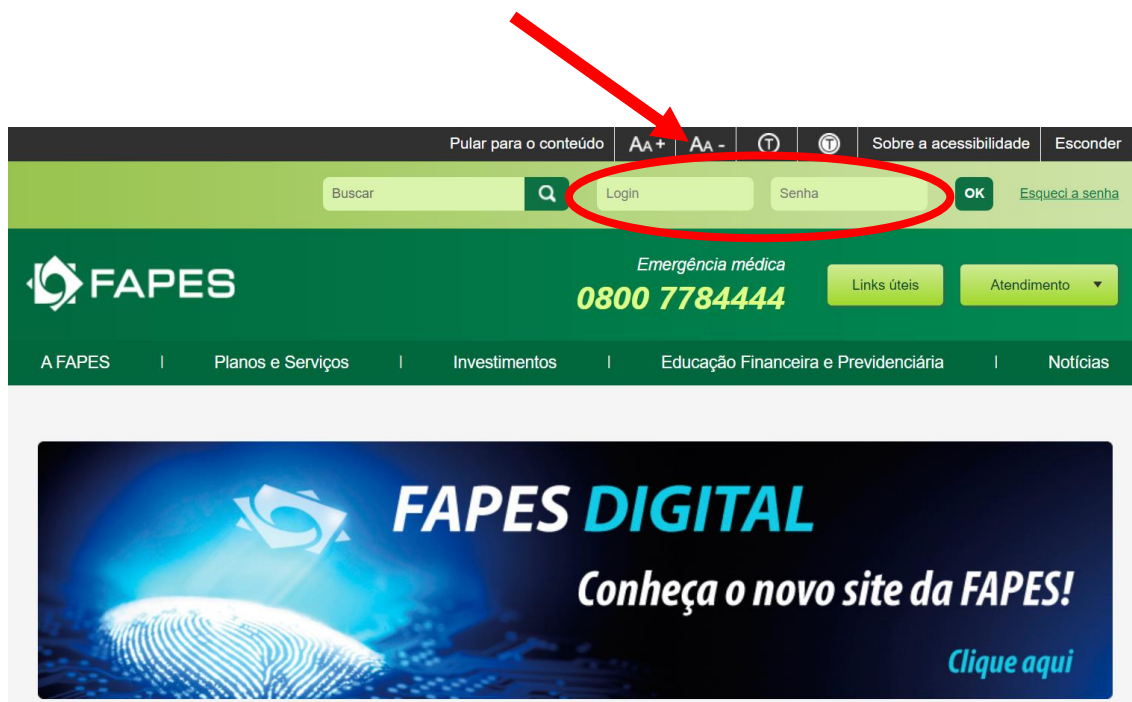 Pular para o conteúdo AA+ AA- T T Sobre a acessibilidade Esconder
Buscar Login Senha OK Esqueci a senha
FAPES
Emergência médica
0800 7784444
Links úteis Atendimento
A FAPES | Planos e Serviços | Investimentos | Educação Financeira e Previdenciária | Notícias
FAPES DIGITAL
Conheça o novo site da FAPES!
Clique aqui